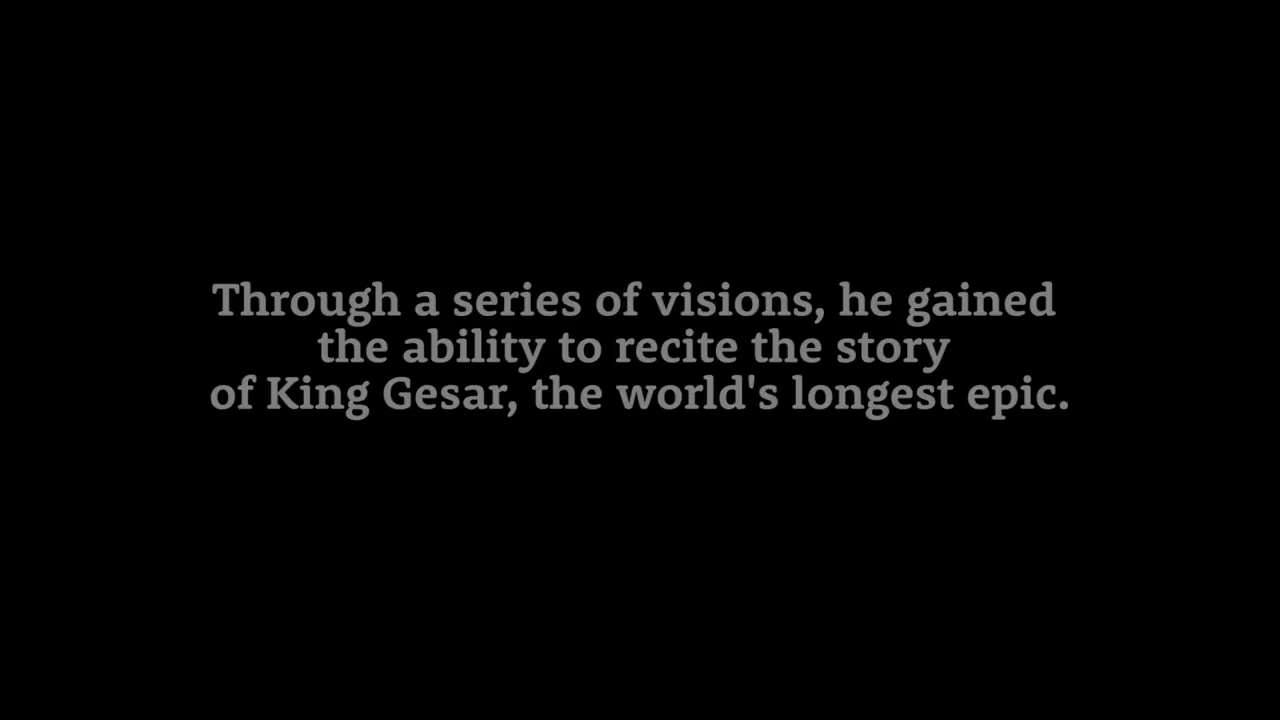 Through a series of visions, he gained
the ability to recite the story
of King Gesar, the world's longest epic.